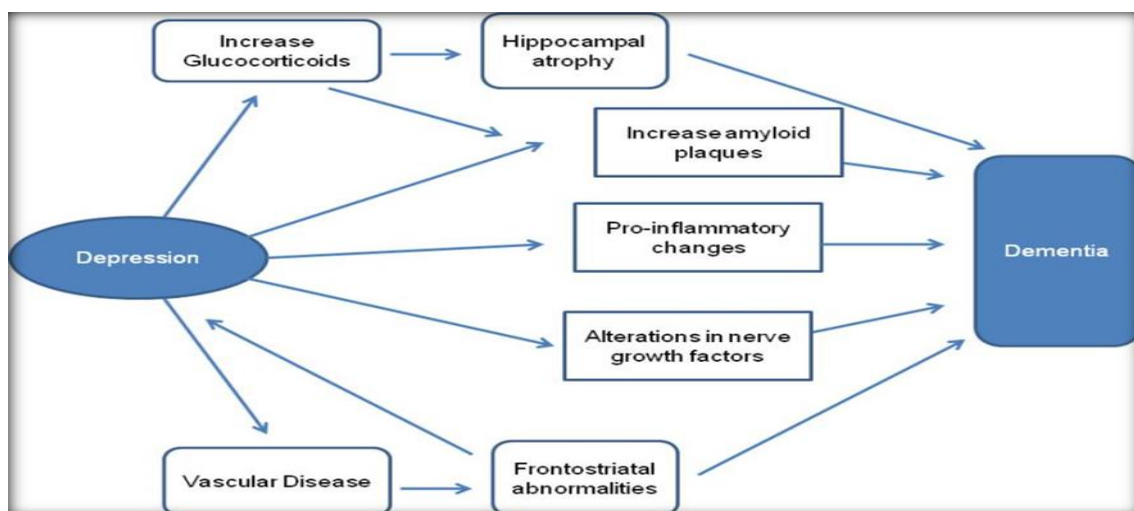 Increase
Glucocorticoids
Hippocampal
atrophy
Increase amyloid
plaques
Pro-inflammatory
changes
Depression
Dementia
Alterations in nerve
growth factors
Vascular Disease
Frontostriatal
abnormalities